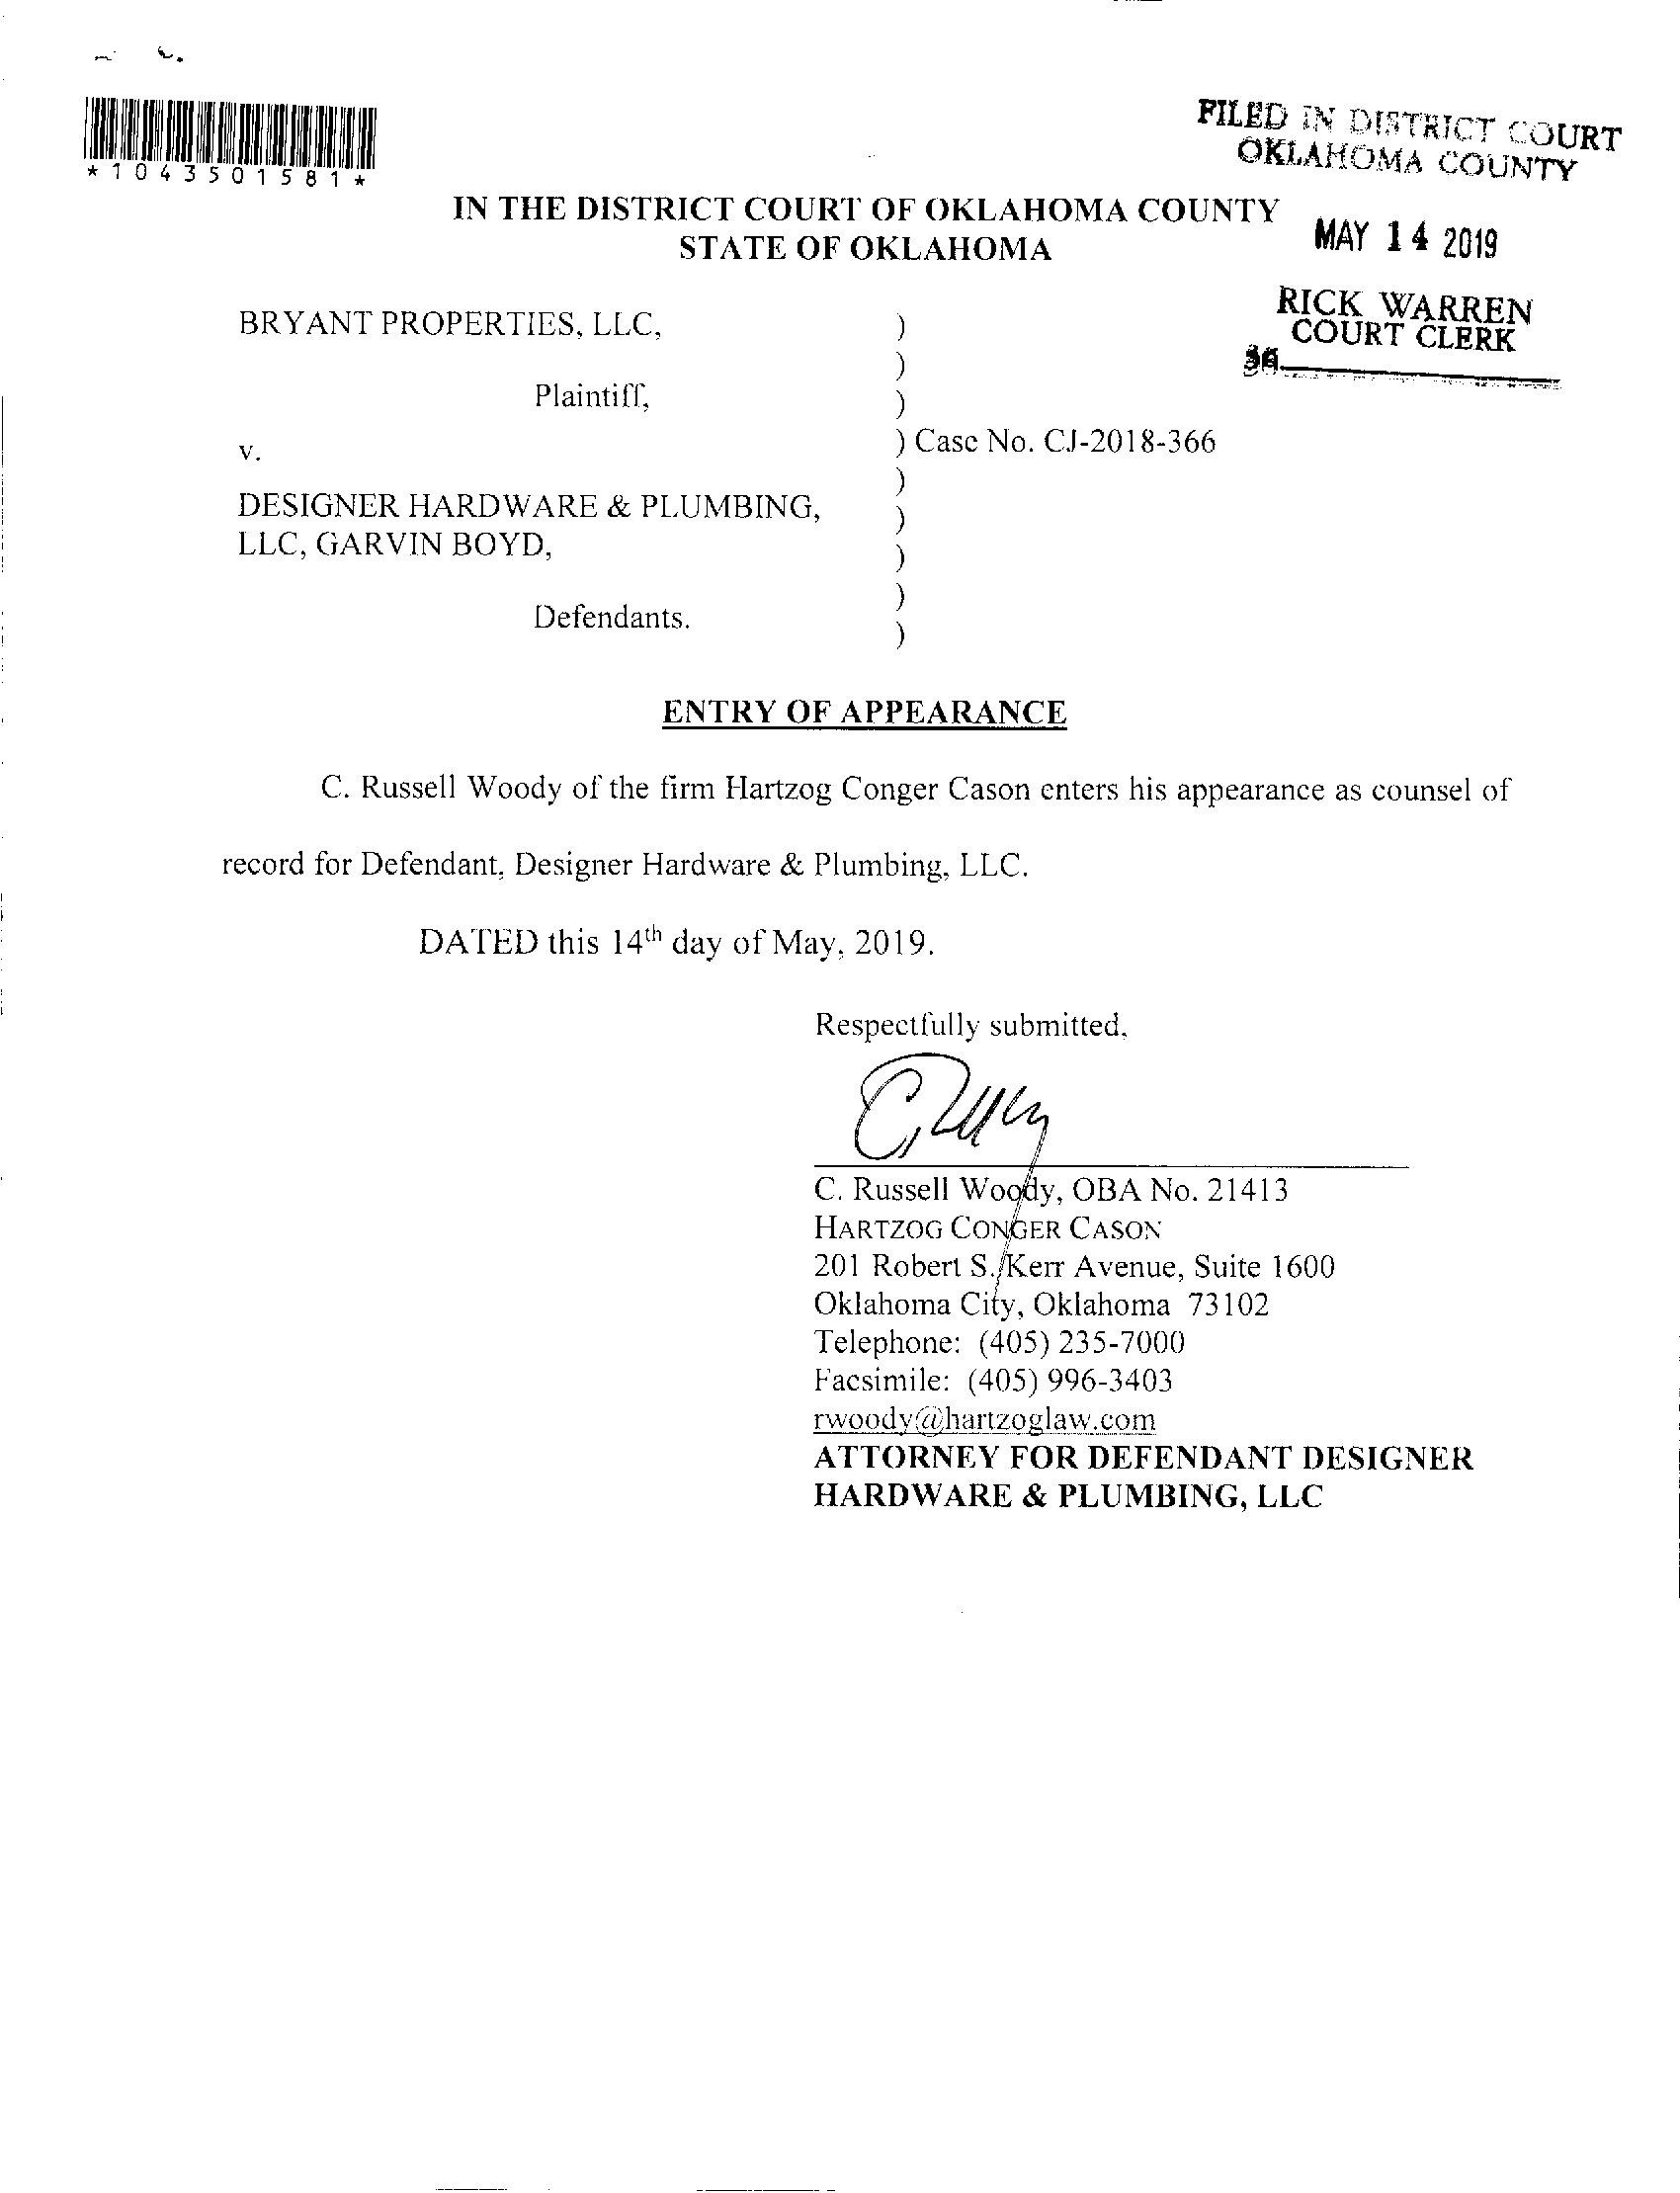 *1043501581*
FILED IN DISTRICT COURT
OKLAHOMA COUNTY
IN THE DISTRICT COURT OF OKLAHOMA COUNTY
STATE OF OKLAHOMA
MAY 14 2019
RICK WARREN
COURT CLERK
BRYANT PROPERTIES, LLC, )
)
Plaintiff, )
v. ) Case No. CJ-2018-366
)
DESIGNER HARDWARE & PLUMBING, )
LLC, GARVIN BOYD, )
)
Defendants. )
ENTRY OF APPEARANCE
C. Russell Woody of the firm Hartzog Conger Cason enters his appearance as counsel of
record for Defendant, Designer Hardware & Plumbing, LLC.
DATED this 14th day of May, 2019.
Respectfully submitted,
C. Russell Woody, OBA No. 21413
HARTZOG CONGER CASON
201 Robert S. Kerr Avenue, Suite 1600
Oklahoma City, Oklahoma 73102
Telephone: (405) 235-7000
Facsimile: (405) 996-3403
rwoody@hartzoglaw.com
ATTORNEY FOR DEFENDANT DESIGNER
HARDWARE & PLUMBING, LLC